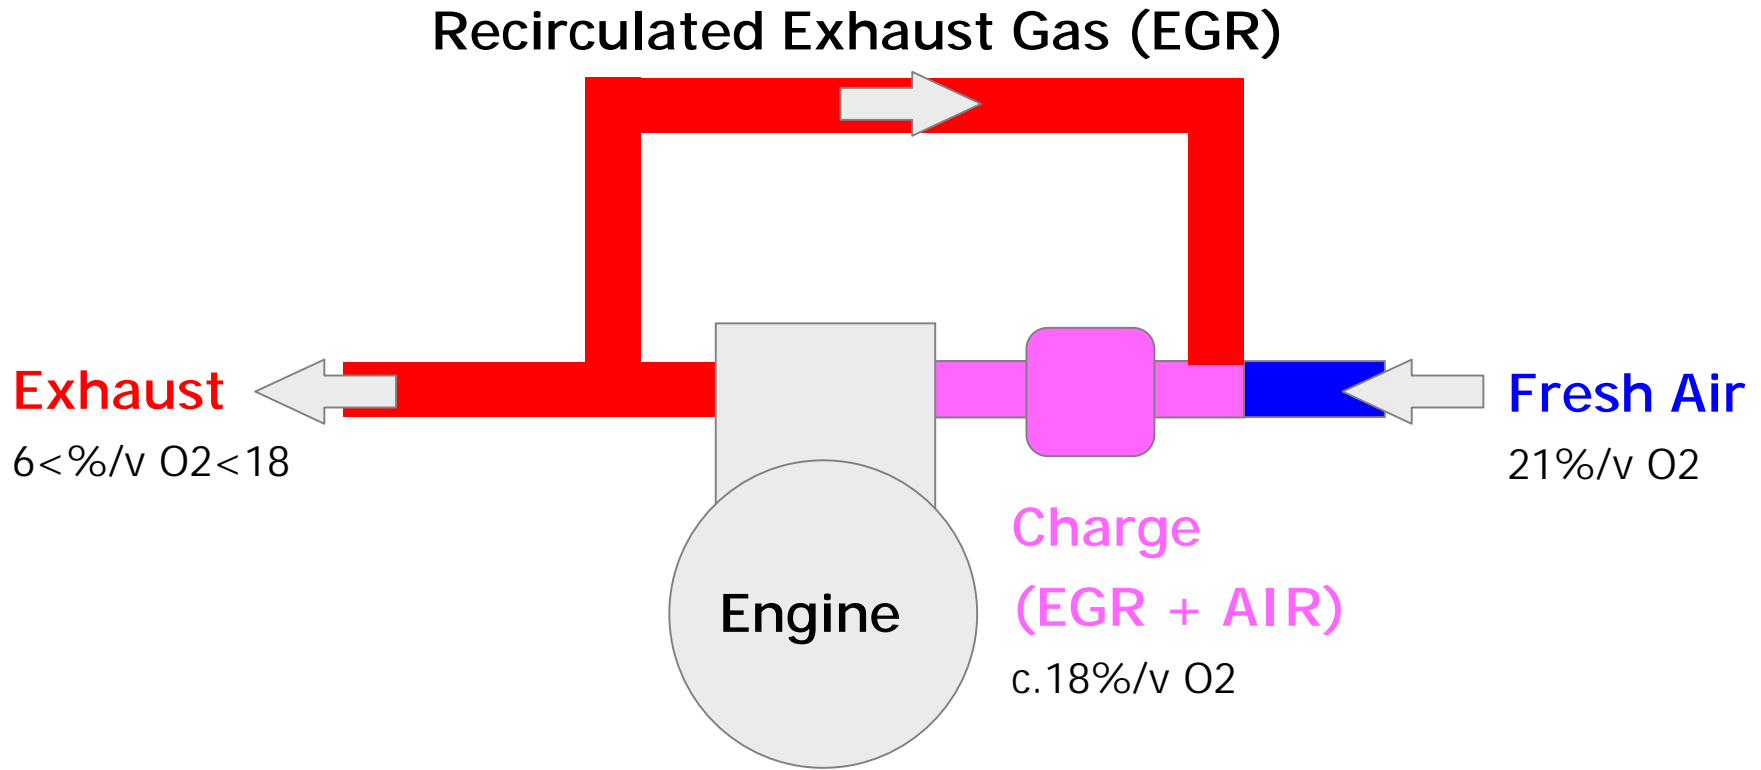 Recirculated Exhaust Gas (EGR)
Exhaust
6<%/v O2<18
Fresh Air
21%/v O2
Charge
(EGR + AIR)
c.18%/v O2
Engine